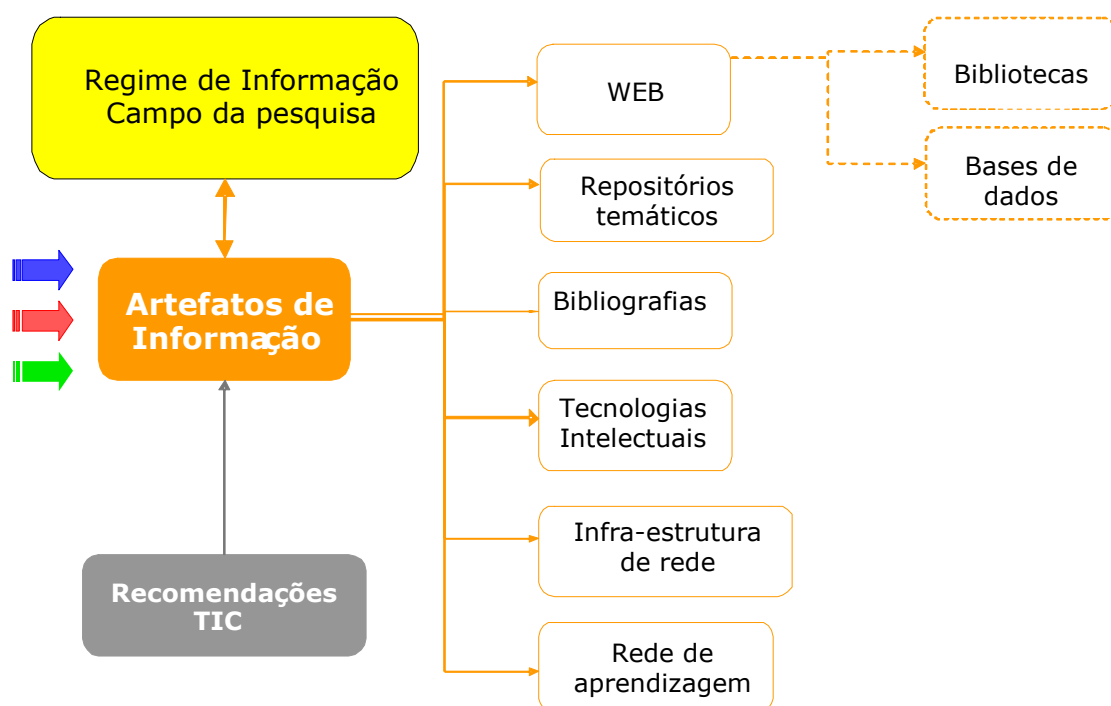 Regime de Informação
Campo da pesquisa
WEB
Bibliotecas
Bases de
dados
Repositórios
temáticos
Artefatos de
Informação
Bibliografias
Tecnologias
Intelectuais
Infra-estrutura
de rede
Recomendações
TIC
Rede de
aprendizagem